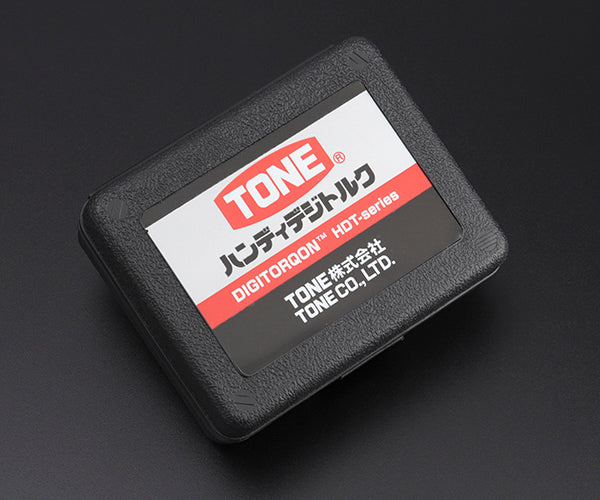 TONE®
ハンディデジトルク
DIGITORQON™ HDT-series
TONE株式会社
TONE CO., LTD.